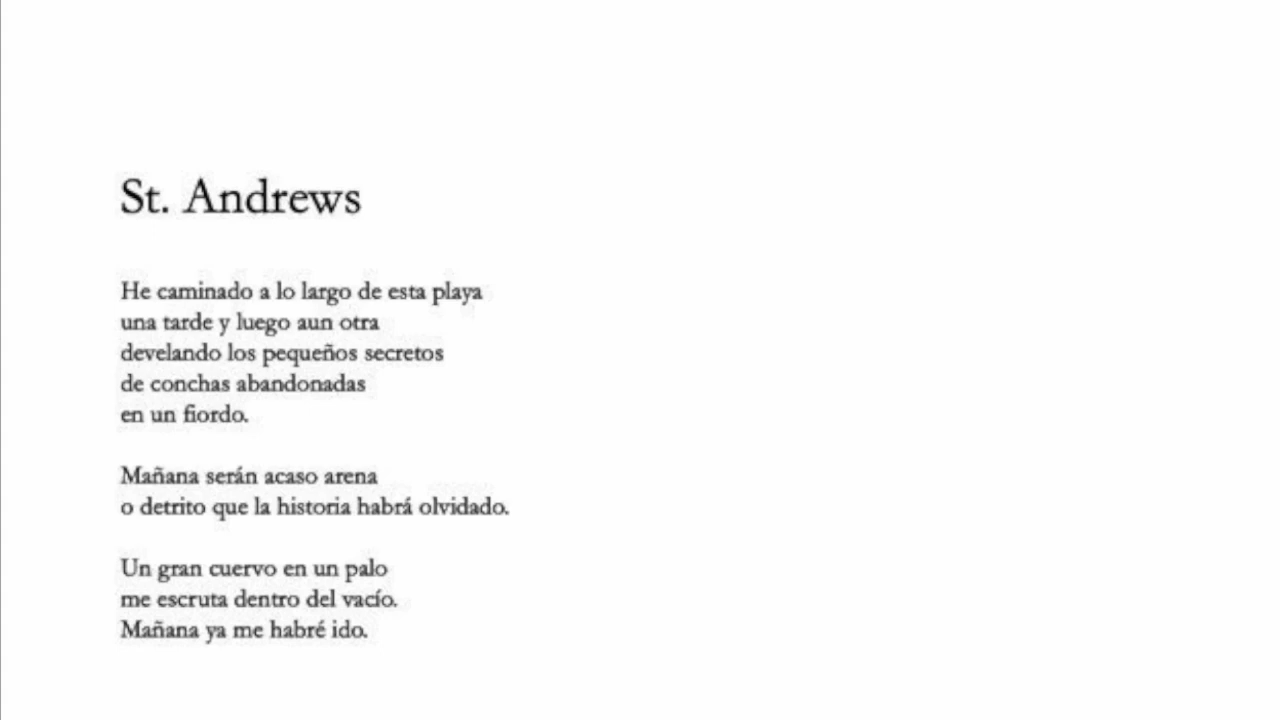 St. Andrews
He caminado a lo largo de esta playa
una tarde y luego aun otra
develando los pequeños secretos
de conchas abandonadas
en un fiordo.
Mañana serán acaso arena
o detrito que la historia habrá olvidado.
Un gran cuervo en un palo
me escruta dentro del vacío.
Mañana ya me habré ido.